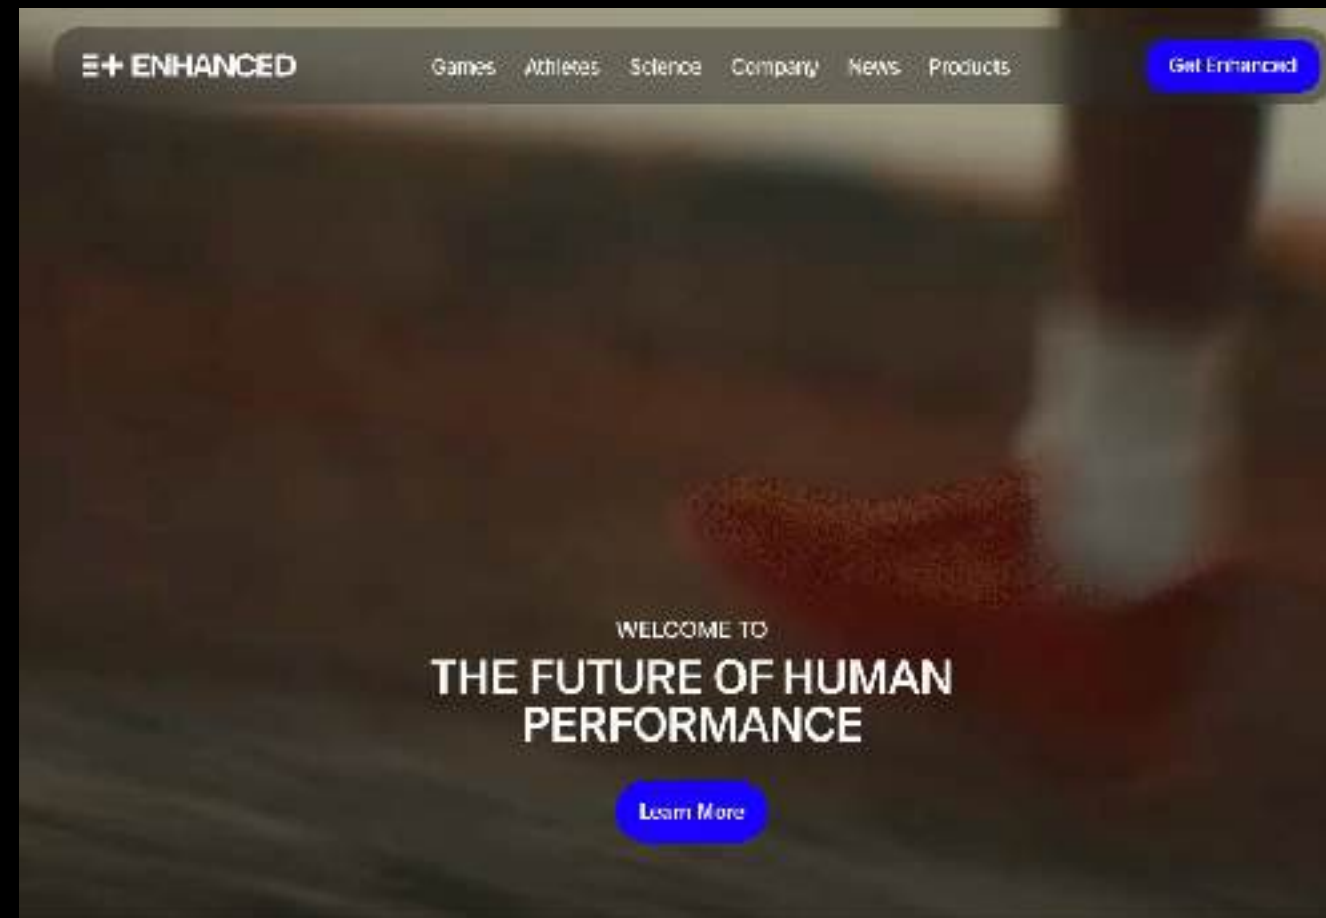 E+ ENHANCED
Games Athletes Science Company News Products
Get Enhanced
WELCOME TO
THE FUTURE OF HUMAN
PERFORMANCE
Learn More